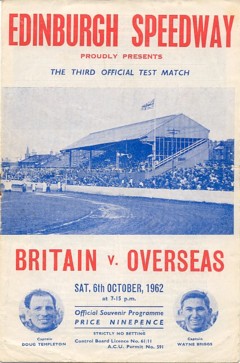 EDINBURGH SPEEDWAY
PROUDLY PRESENTS
THE THIRD OFFICIAL TEST MATCH
BRITAIN v. OVERSEAS
SAT. 6th OCTOBER, 1962
at 7-15 p.m.
Official Souvenir Programme
PRICE NINEPENCE
STRICTLY NO BETTING
Control Board Licence No. 61/11
A.C.U. Permit No. 391
Captain
DOUG TEMPLETON
Captain
WAYNE BRIGGS